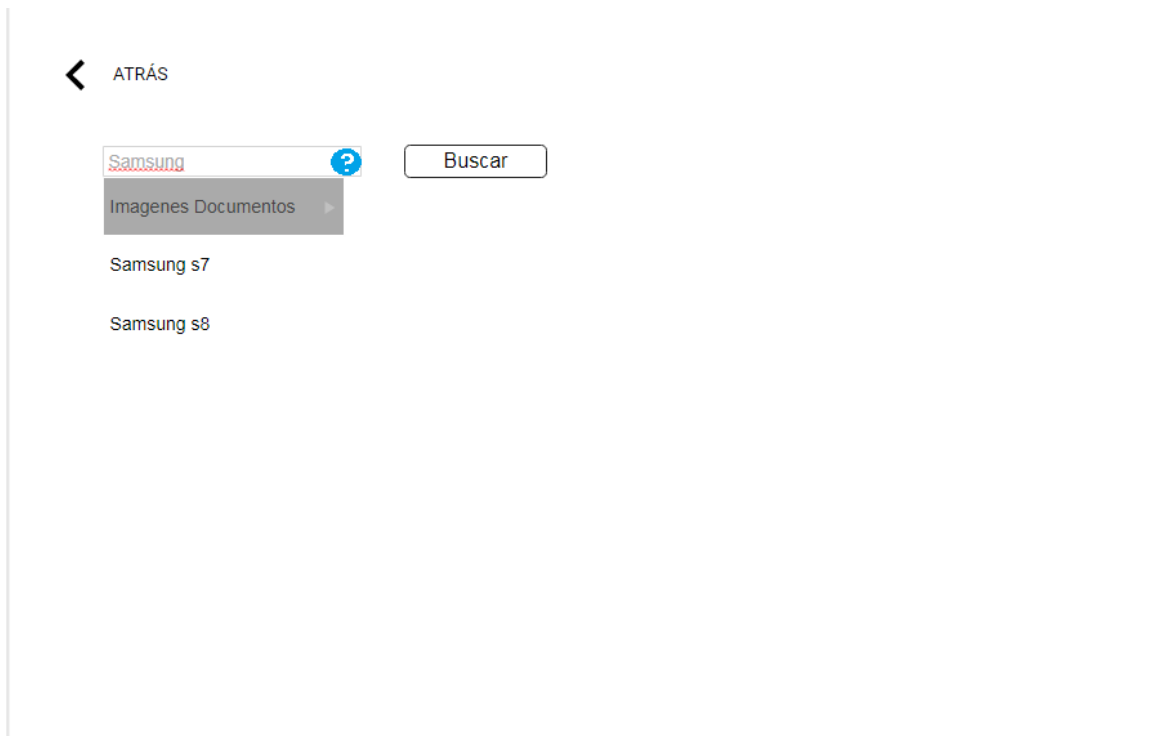 ATRÁS
Samsung
?
Buscar
Imagenes Documentos
Samsung s7
Samsung s8